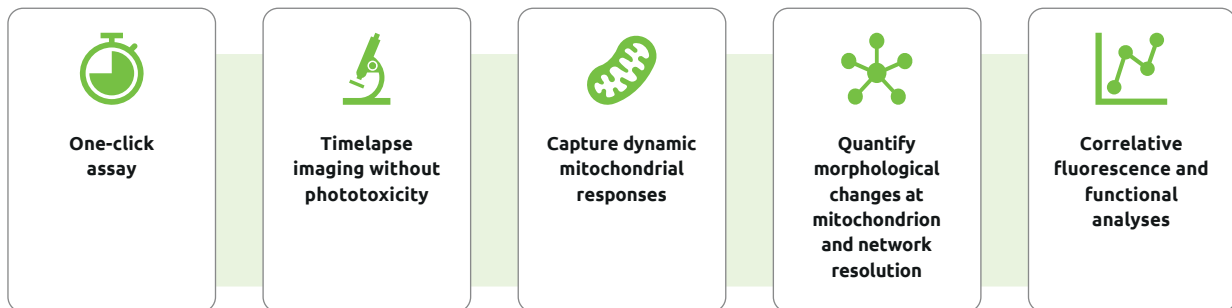 One-click
assay
Timelapse
imaging without
phototoxicity
Capture dynamic
mitochondrial
responses
Quantify
morphological
changes at
mitochondrion
and network
resolution
Correlative
fluorescence and
functional
analyses